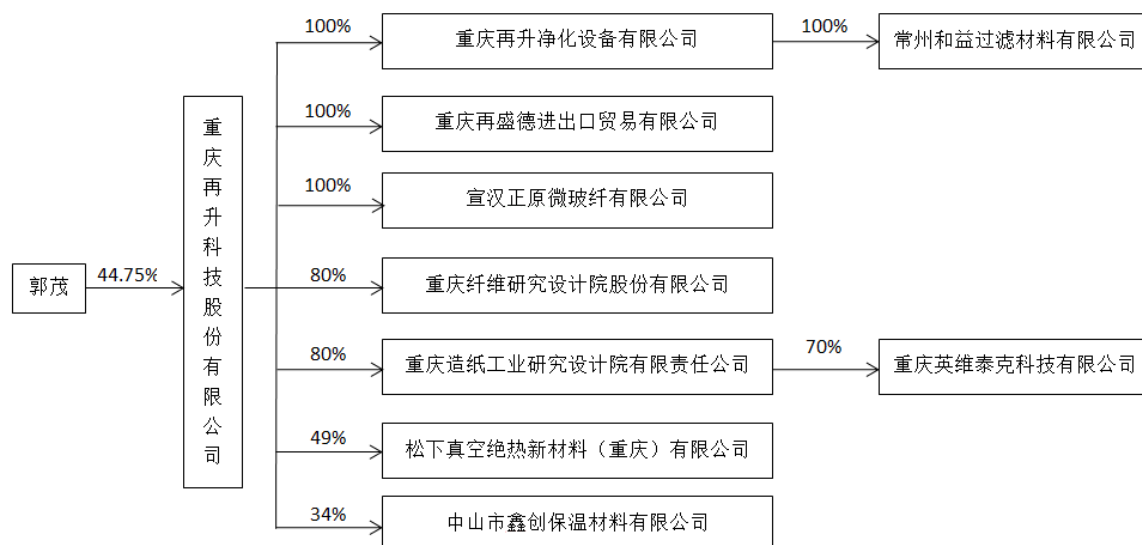 100%
重庆再升净化设备有限公司
100%
常州和益过滤材料有限公司
100%
重庆再盛德进出口贸易有限公司
100%
宣汉正原微玻纤有限公司
郭茂
44.75%
重庆再升科技股份有限公司
80%
重庆纤维研究设计院股份有限公司
80%
重庆造纸工业研究设计院有限责任公司
70%
重庆英维泰克科技有限公司
49%
松下真空绝热新材料（重庆）有限公司
34%
中山市鑫创保温材料有限公司